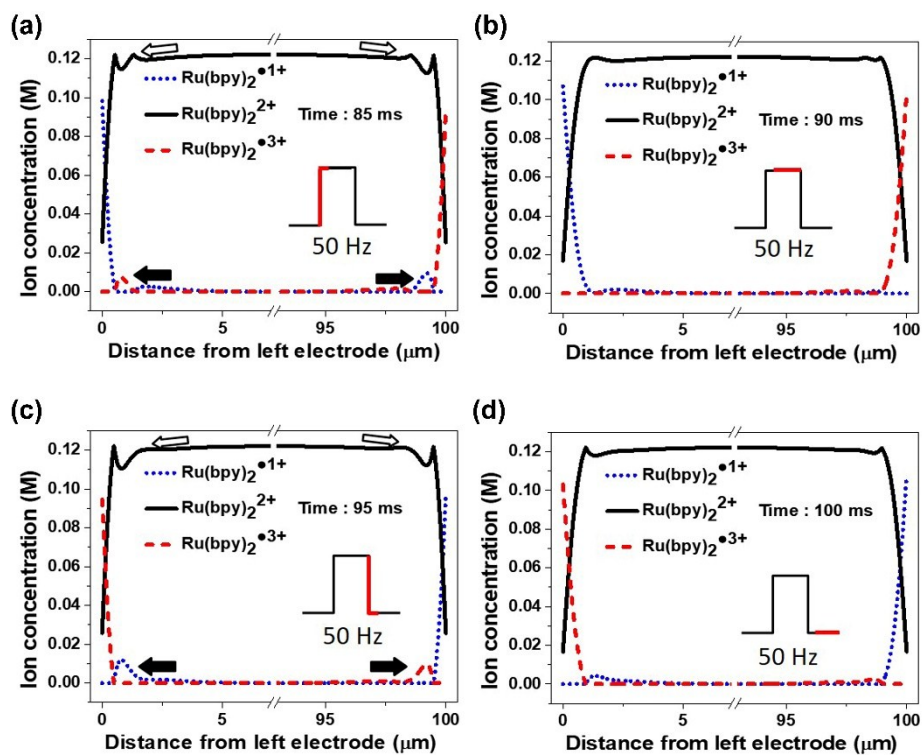 (a)
Ion concentration (M)
0.12
0.10
0.08
0.06
0.04
0.02
0.00
Ru(bpy)₂•1+
Ru(bpy)₂2+
Ru(bpy)₂•3+
Time : 85 ms
50 Hz
0 5 95 100
Distance from left electrode (μm)
(b)
Ion concentration (M)
0.12
0.10
0.08
0.06
0.04
0.02
0.00
Ru(bpy)₂•1+
Ru(bpy)₂2+
Ru(bpy)₂•3+
Time : 90 ms
50 Hz
0 5 95 100
Distance from left electrode (μm)
(c)
Ion concentration (M)
0.12
0.10
0.08
0.06
0.04
0.02
0.00
Ru(bpy)₂•1+
Ru(bpy)₂2+
Ru(bpy)₂•3+
Time : 95 ms
50 Hz
0 5 95 100
Distance from left electrode (μm)
(d)
Ion concentration (M)
0.12
0.10
0.08
0.06
0.04
0.02
0.00
Ru(bpy)₂•1+
Ru(bpy)₂2+
Ru(bpy)₂•3+
Time : 100 ms
50 Hz
0 5 95 100
Distance from left electrode (μm)